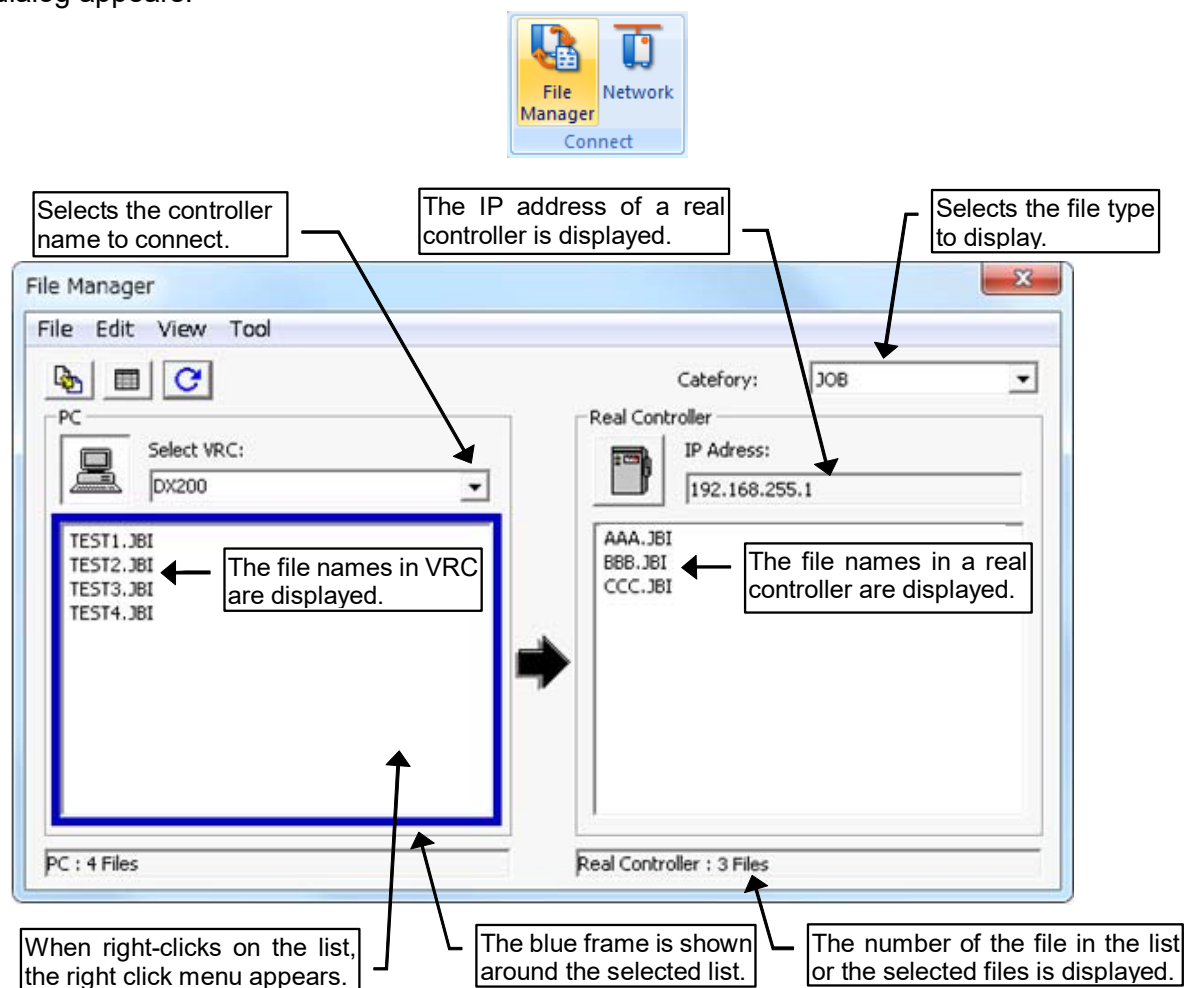 dialog appears.
File Network
Manager
Connect
Selects the controller
name to connect.
The IP address of a real
controller is displayed.
Selects the file type
to display.
File Manager
File Edit View Tool
Catefory: JOB
PC
Select VRC:
DX200
Real Controller
IP Adress:
192.168.255.1
TEST1.JBI
TEST2.JBI
TEST3.JBI
TEST4.JBI
The file names in VRC
are displayed.
AAA.JBI
BBB.JBI
CCC.JBI
The file names in a real
controller are displayed.
PC : 4 Files
Real Controller : 3 Files
When right-clicks on the list,
the right click menu appears.
The blue frame is shown
around the selected list.
The number of the file in the list
or the selected files is displayed.